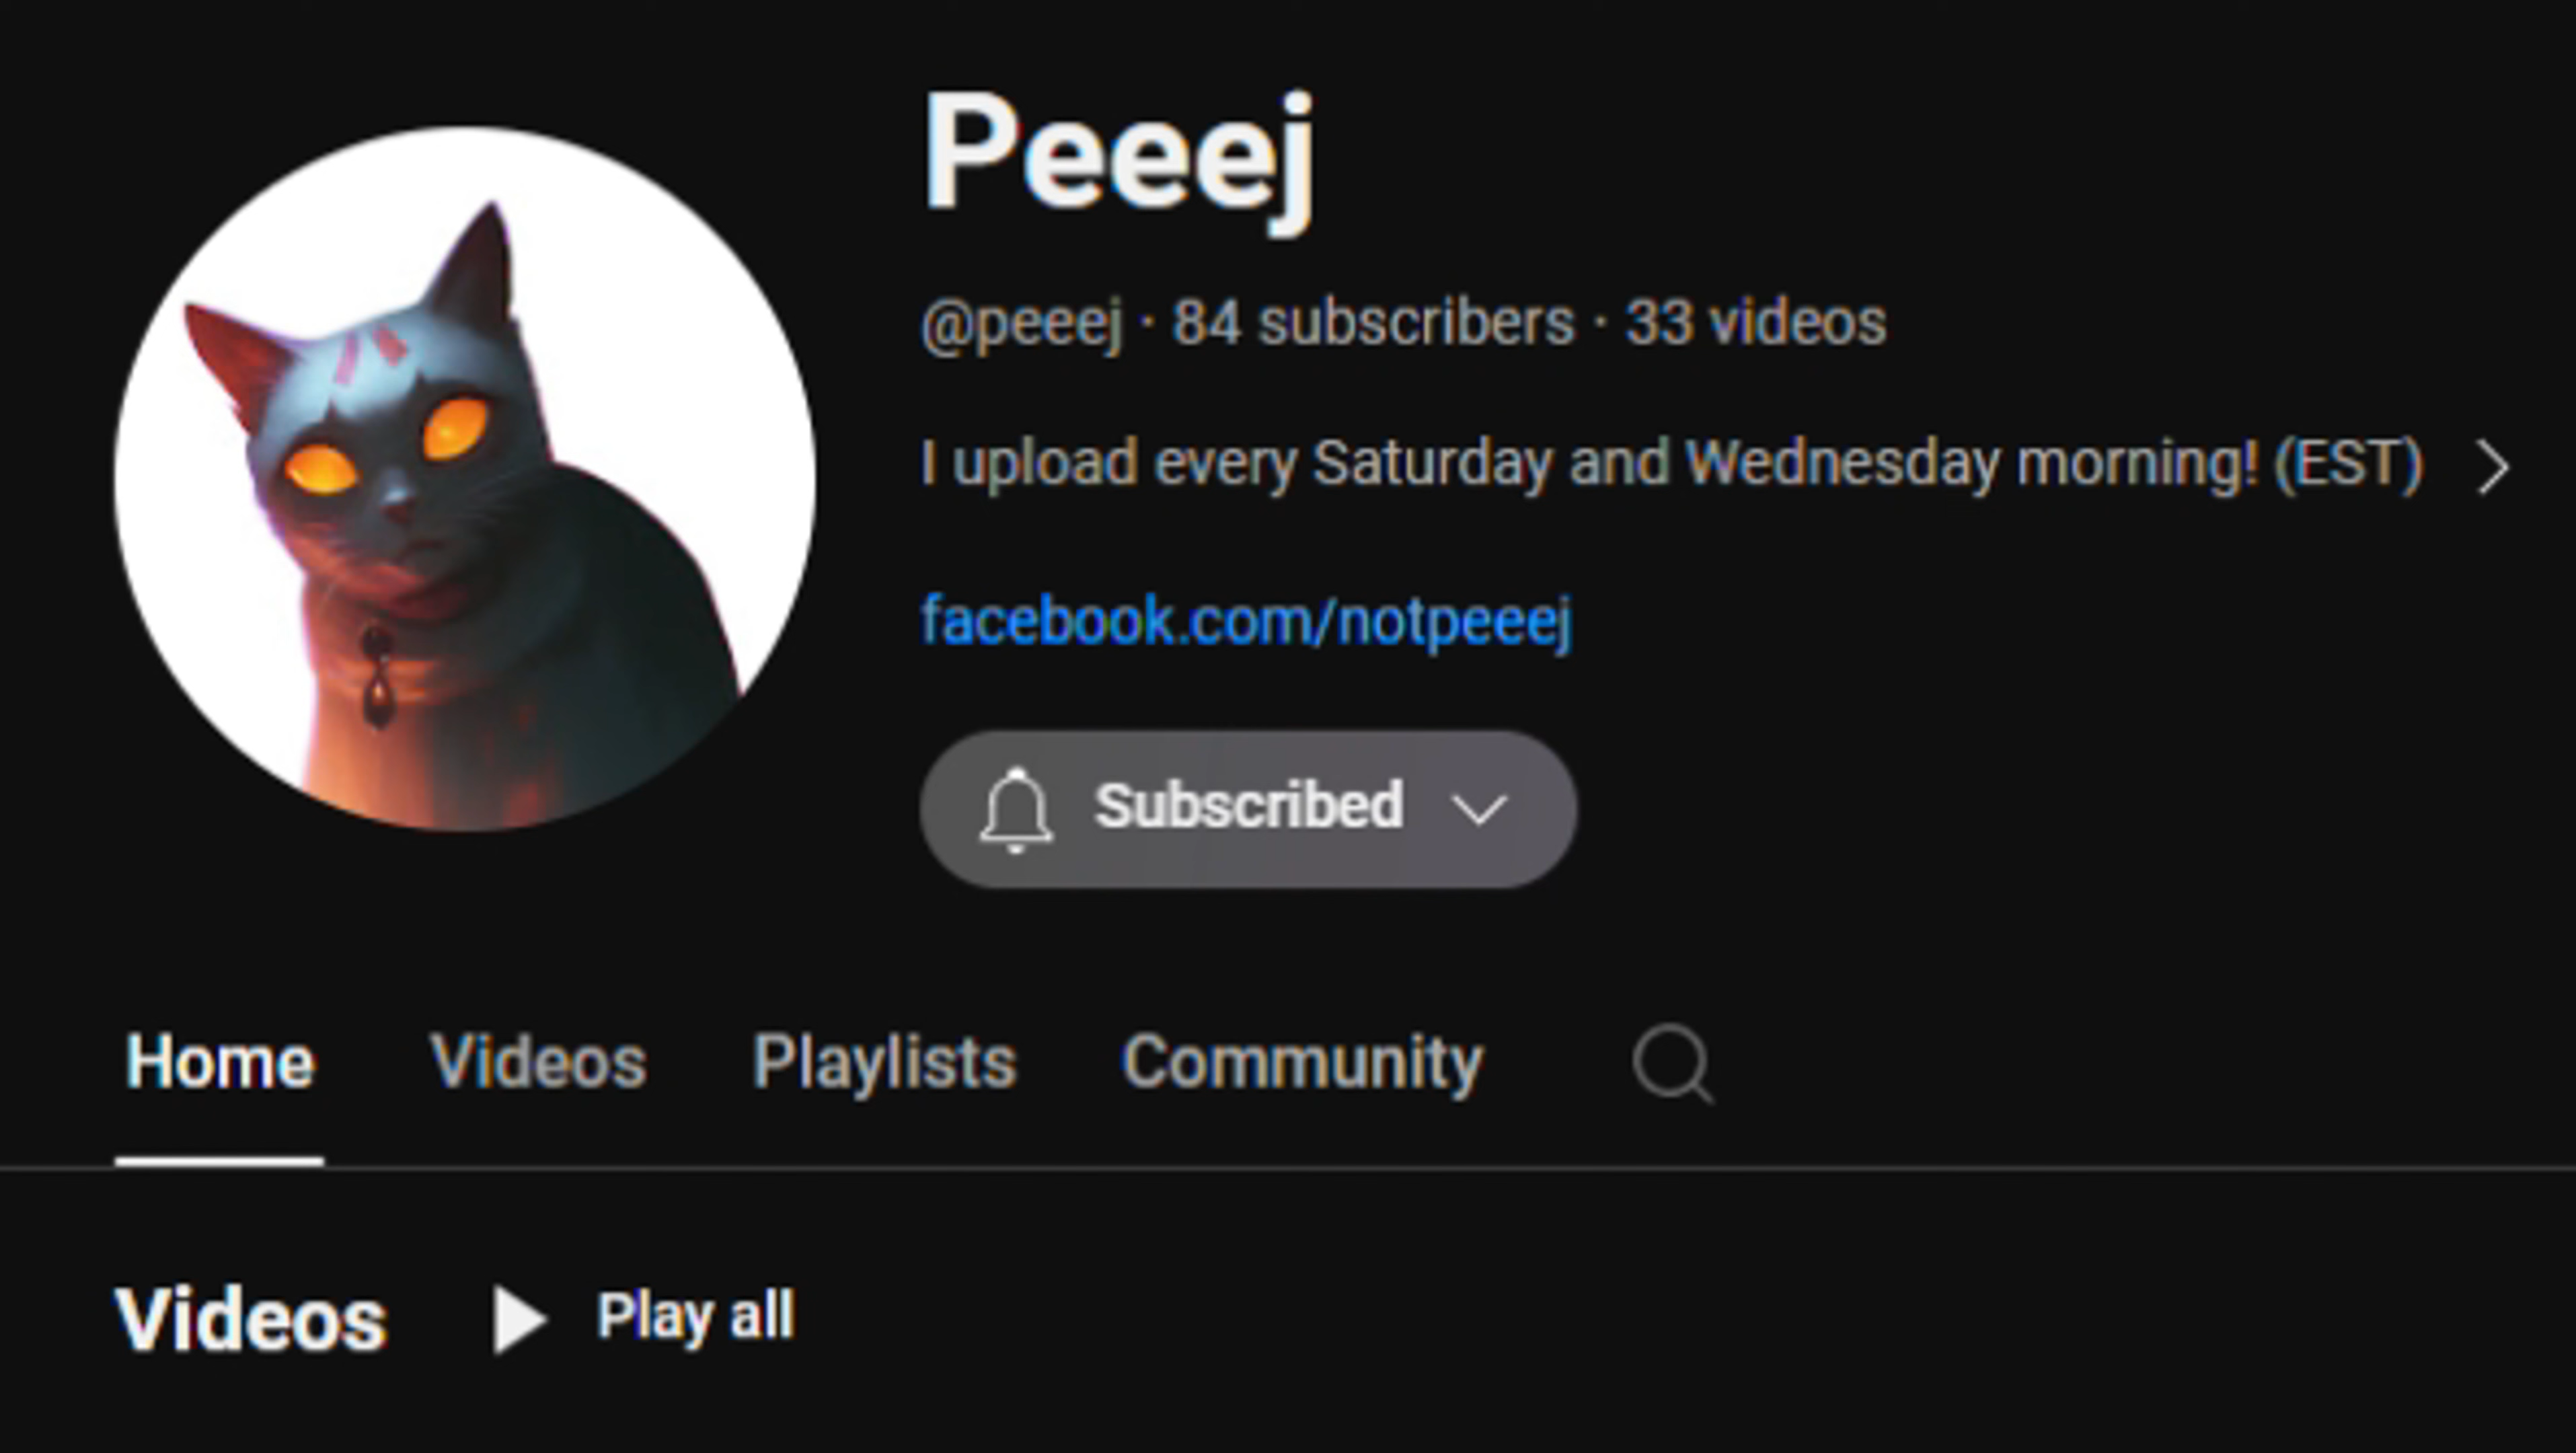 Peeej
@peeej · 84 subscribers · 33 videos
I upload every Saturday and Wednesday morning! (EST)
facebook.com/notpeeej
Subscribed
Home Videos Playlists Community
Videos Play all